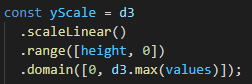 const yScale = d3
.scaleLinear()
.range([height, 0])
.domain([0, d3.max(values)]);